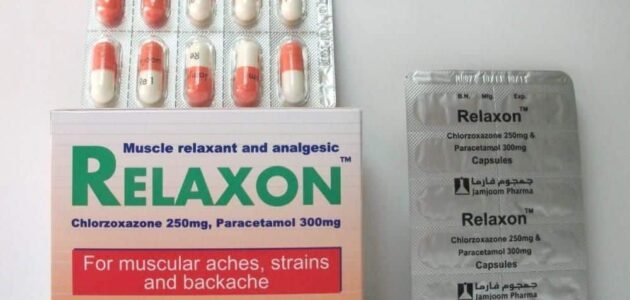 Muscle relaxant and analgesic
RELAXON™
Chlorzoxazone 250mg, Paracetamol 300mg
For muscular aches, strains
and backache
B.N. Mfg. Exp.
Relaxon™
Chlorzoxazone 250mg &
Paracetamol 300mg
Capsules
جمجوم فارما
Jamjoom Pharma
Relaxon™
Chlorzoxazone 250mg &
Paracetamol 300mg
Capsules
جمجوم فارما
Jamjoom Pharma